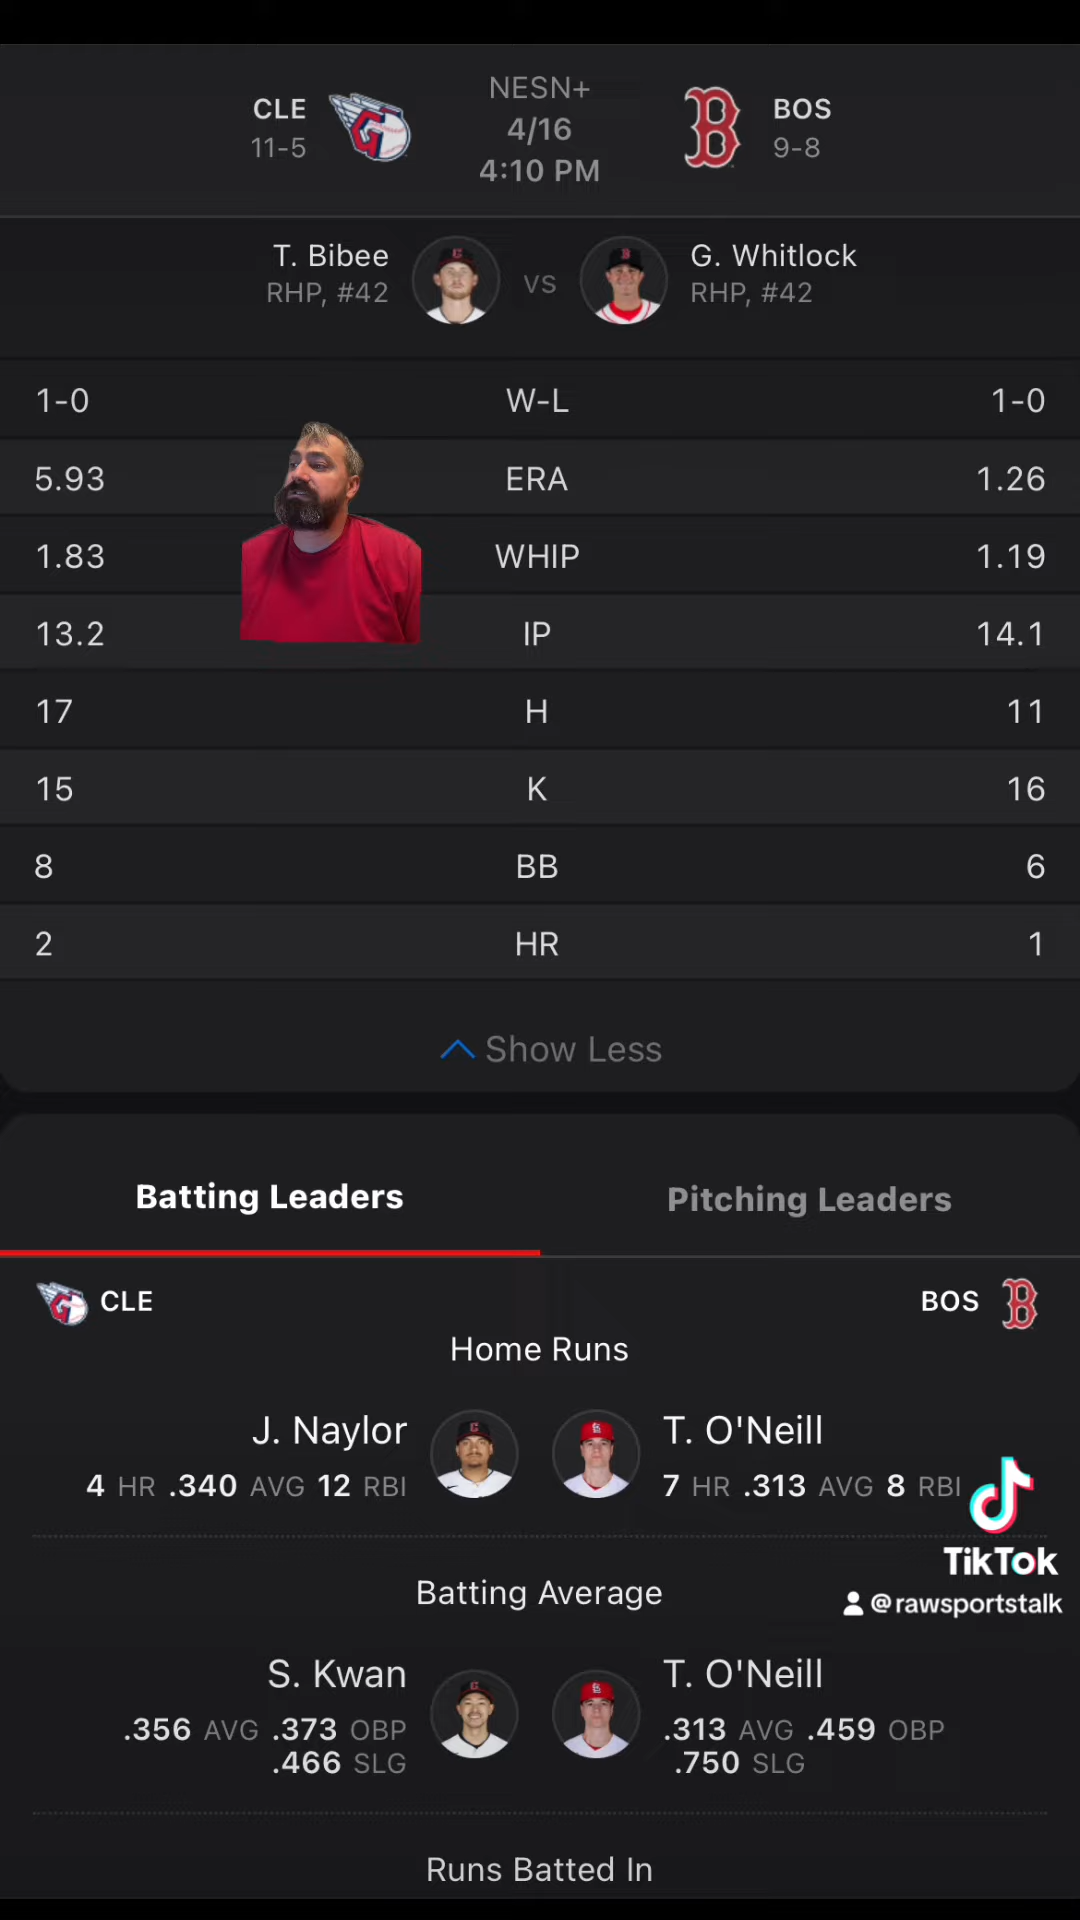 NESN+
CLE
4/16
BOS
11-5
4:10 PM
9-8
T. Bibee
RHP, #42
vs
G. Whitlock
RHP, #42
1-0 W-L 1-0
5.93 ERA 1.26
1.83 WHIP 1.19
13.2 IP 14.1
17 H 11
15 K 16
8 BB 6
2 HR 1
Show Less
Batting Leaders
Pitching Leaders
CLE
BOS
Home Runs
J. Naylor
4 HR .340 AVG 12 RBI
T. O'Neill
7 HR .313 AVG 8 RBI
TikTok
@rawsportstalk
Batting Average
S. Kwan
.356 AVG .373 OBP
.466 SLG
T. O'Neill
.313 AVG .459 OBP
.750 SLG
Runs Batted In